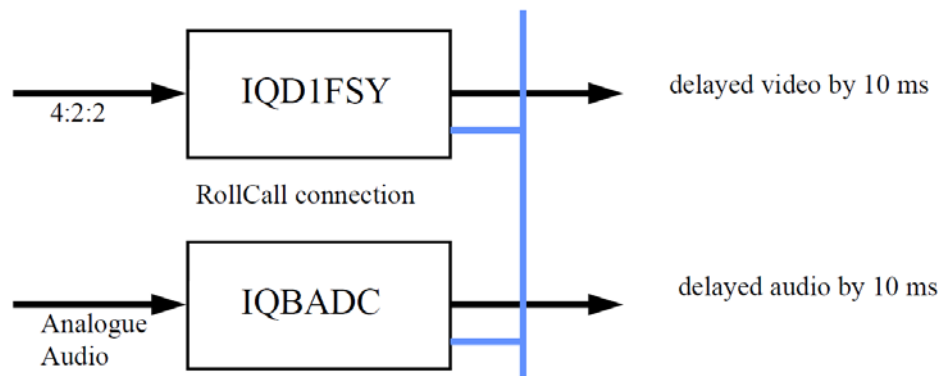 IQD1FSY
delayed video by 10 ms
4:2:2
RollCall connection
IQBADC
delayed audio by 10 ms
Analogue
Audio